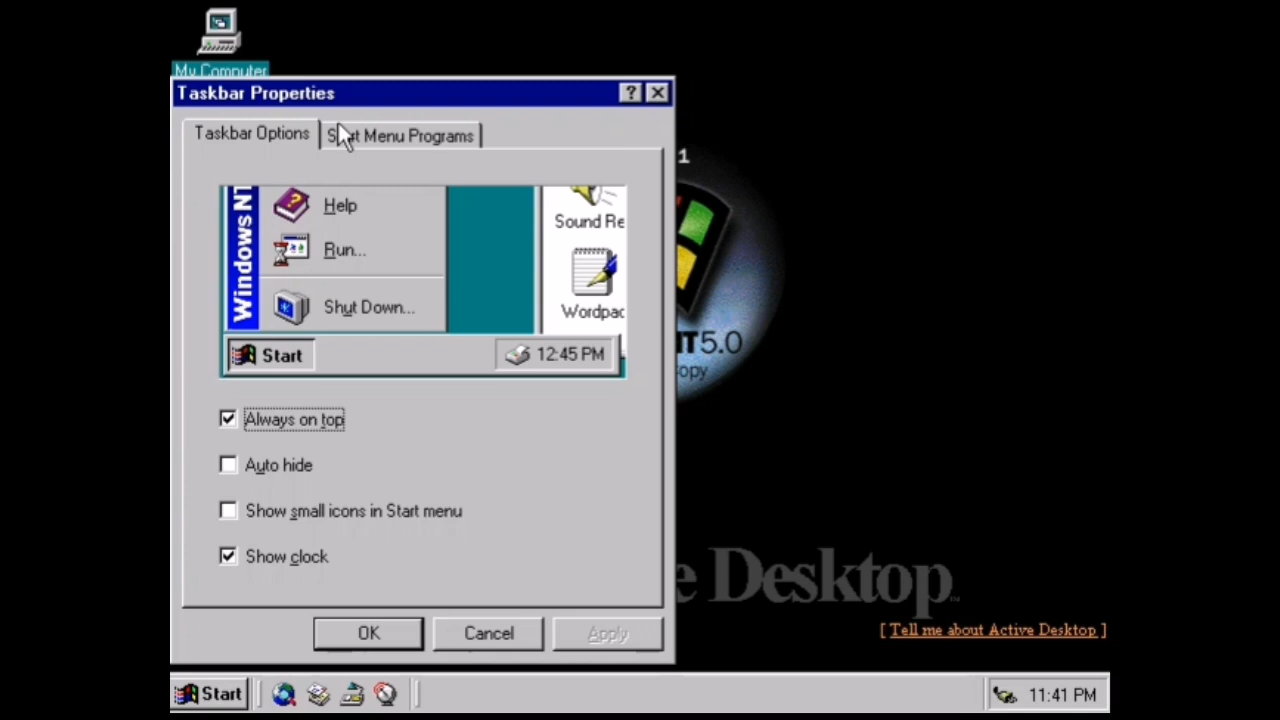 My Computer
Taskbar Properties
Taskbar Options
Start Menu Programs
1
Windows NT
Help
Sound Re
Run...
Wordpad
Shut Down...
NT5.0
Start
12:45 PM
opy
Always on top
Auto hide
Show small icons in Start menu
Show clock
e Desktop
[ Tell me about Active Desktop ]
OK
Cancel
Apply
Start
11:41 PM